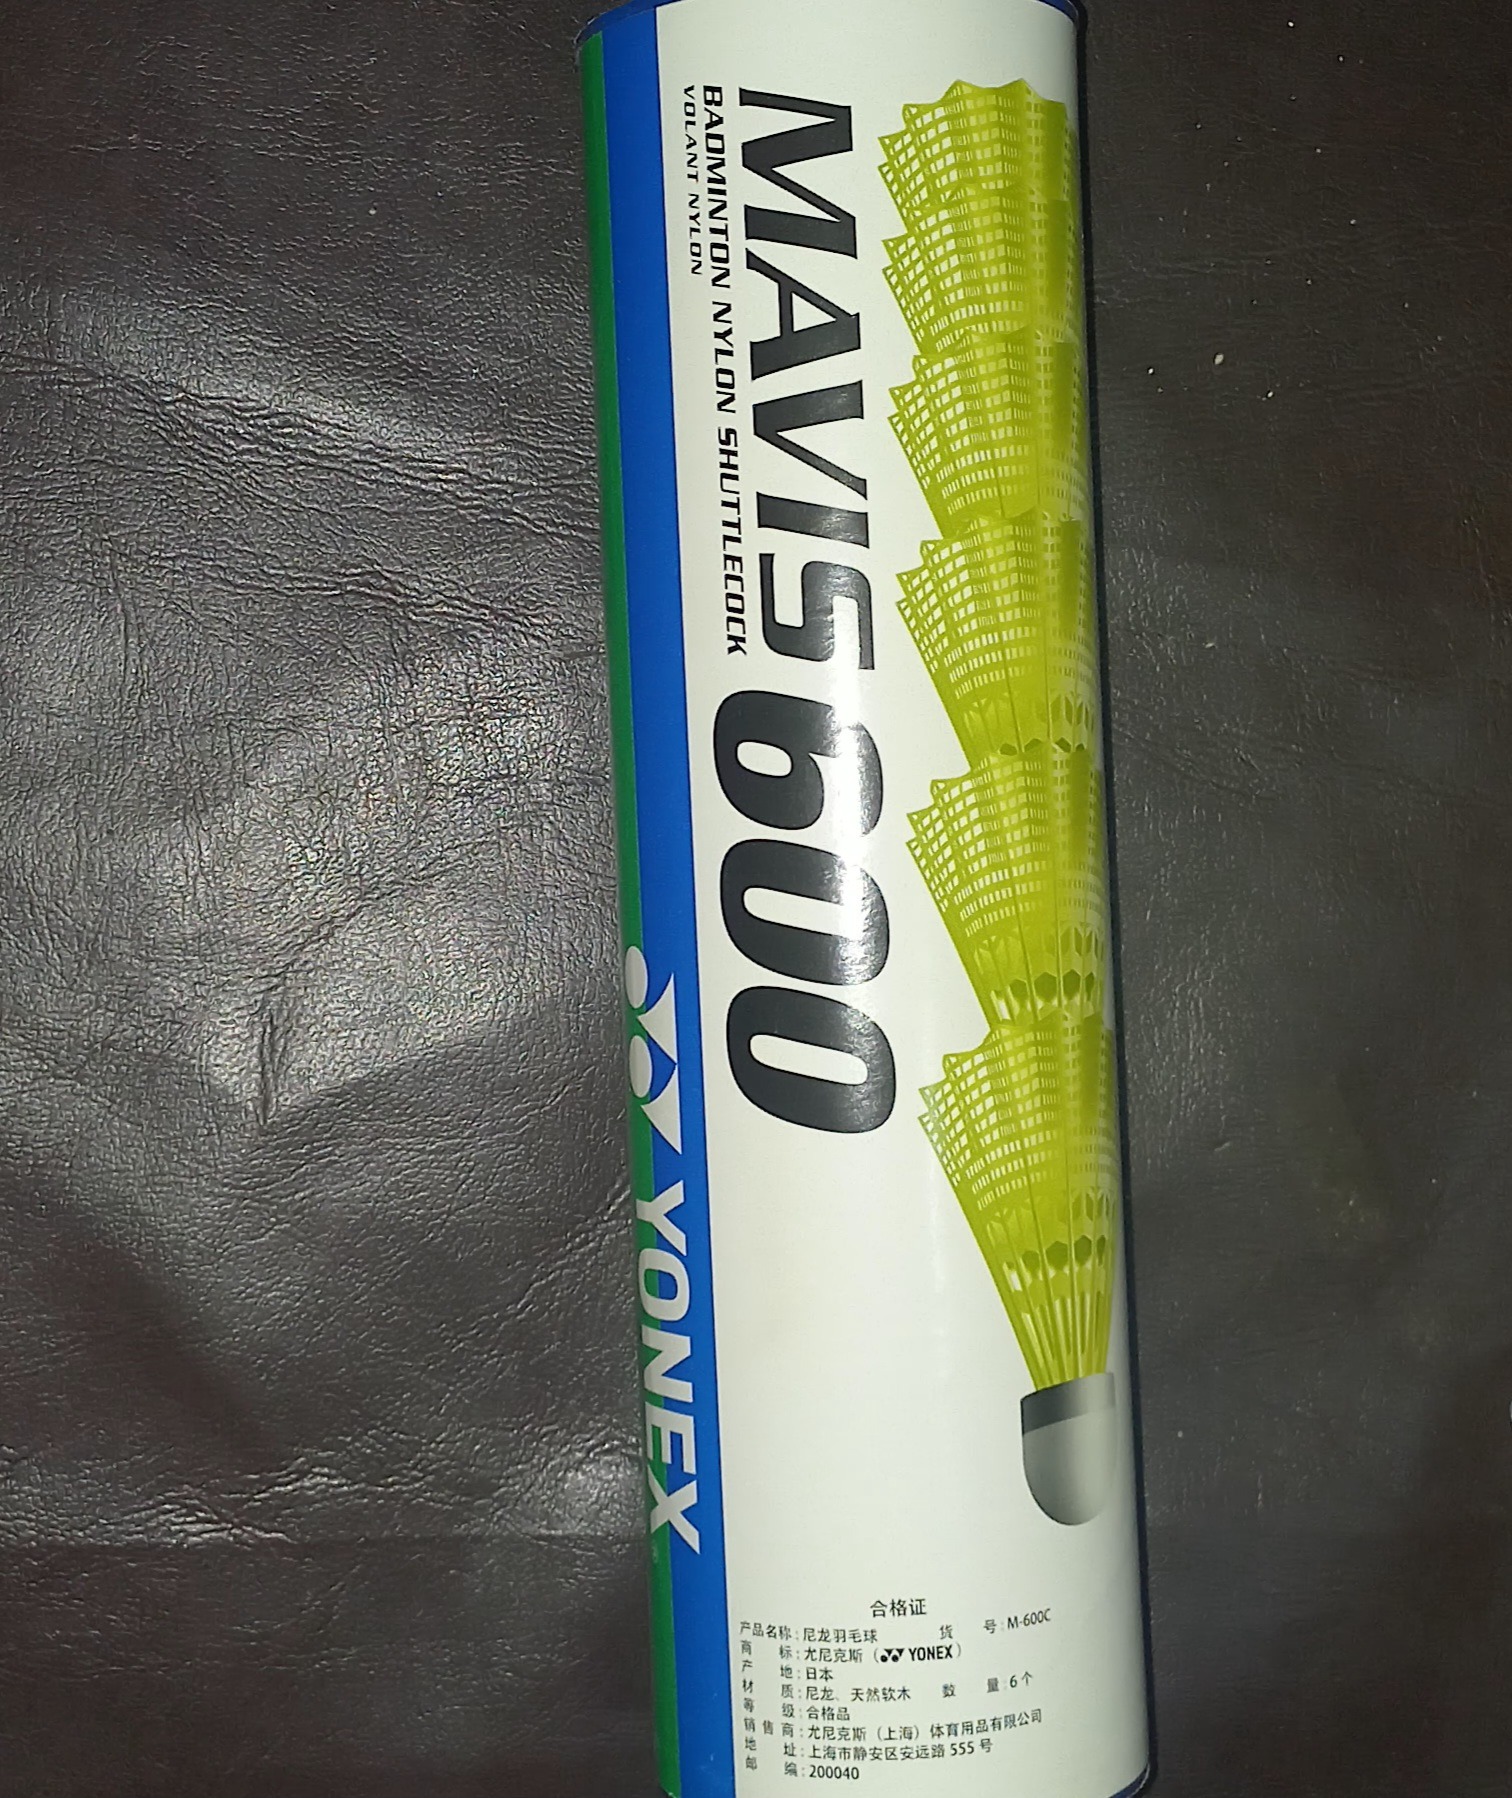 MAVIS 600
BADMINTON NYLON SHUTTLECOCK
VOLANT NYLON
YONEX
合格证
产品名称：尼龙羽毛球 货号：M-600C
商标：尤尼克斯（YONEX）
产地：日本
材质：尼龙、天然软木 数量：6个
等级：合格品
销售商：尤尼克斯（上海）体育用品有限公司
地址：上海市静安区安远路 555 号
邮编：200040